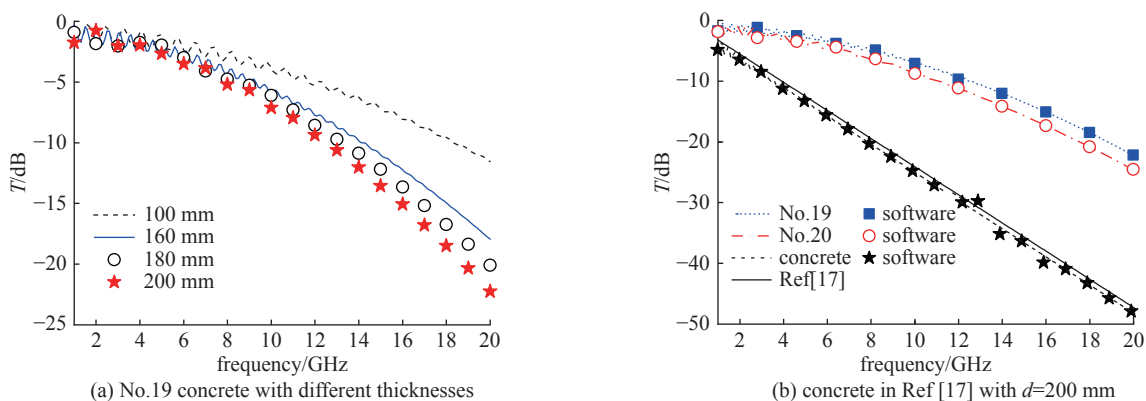 0
−5
−10
−15
−20
−25
T/dB
100 mm
160 mm
180 mm
200 mm
2 4 6 8 10 12 14 16 18 20
frequency/GHz
(a) No.19 concrete with different thicknesses
0
−10
−20
−30
−40
−50
T/dB
No.19 software
No.20 software
concrete software
Ref[17]
2 4 6 8 10 12 14 16 18 20
frequency/GHz
(b) concrete in Ref [17] with d=200 mm